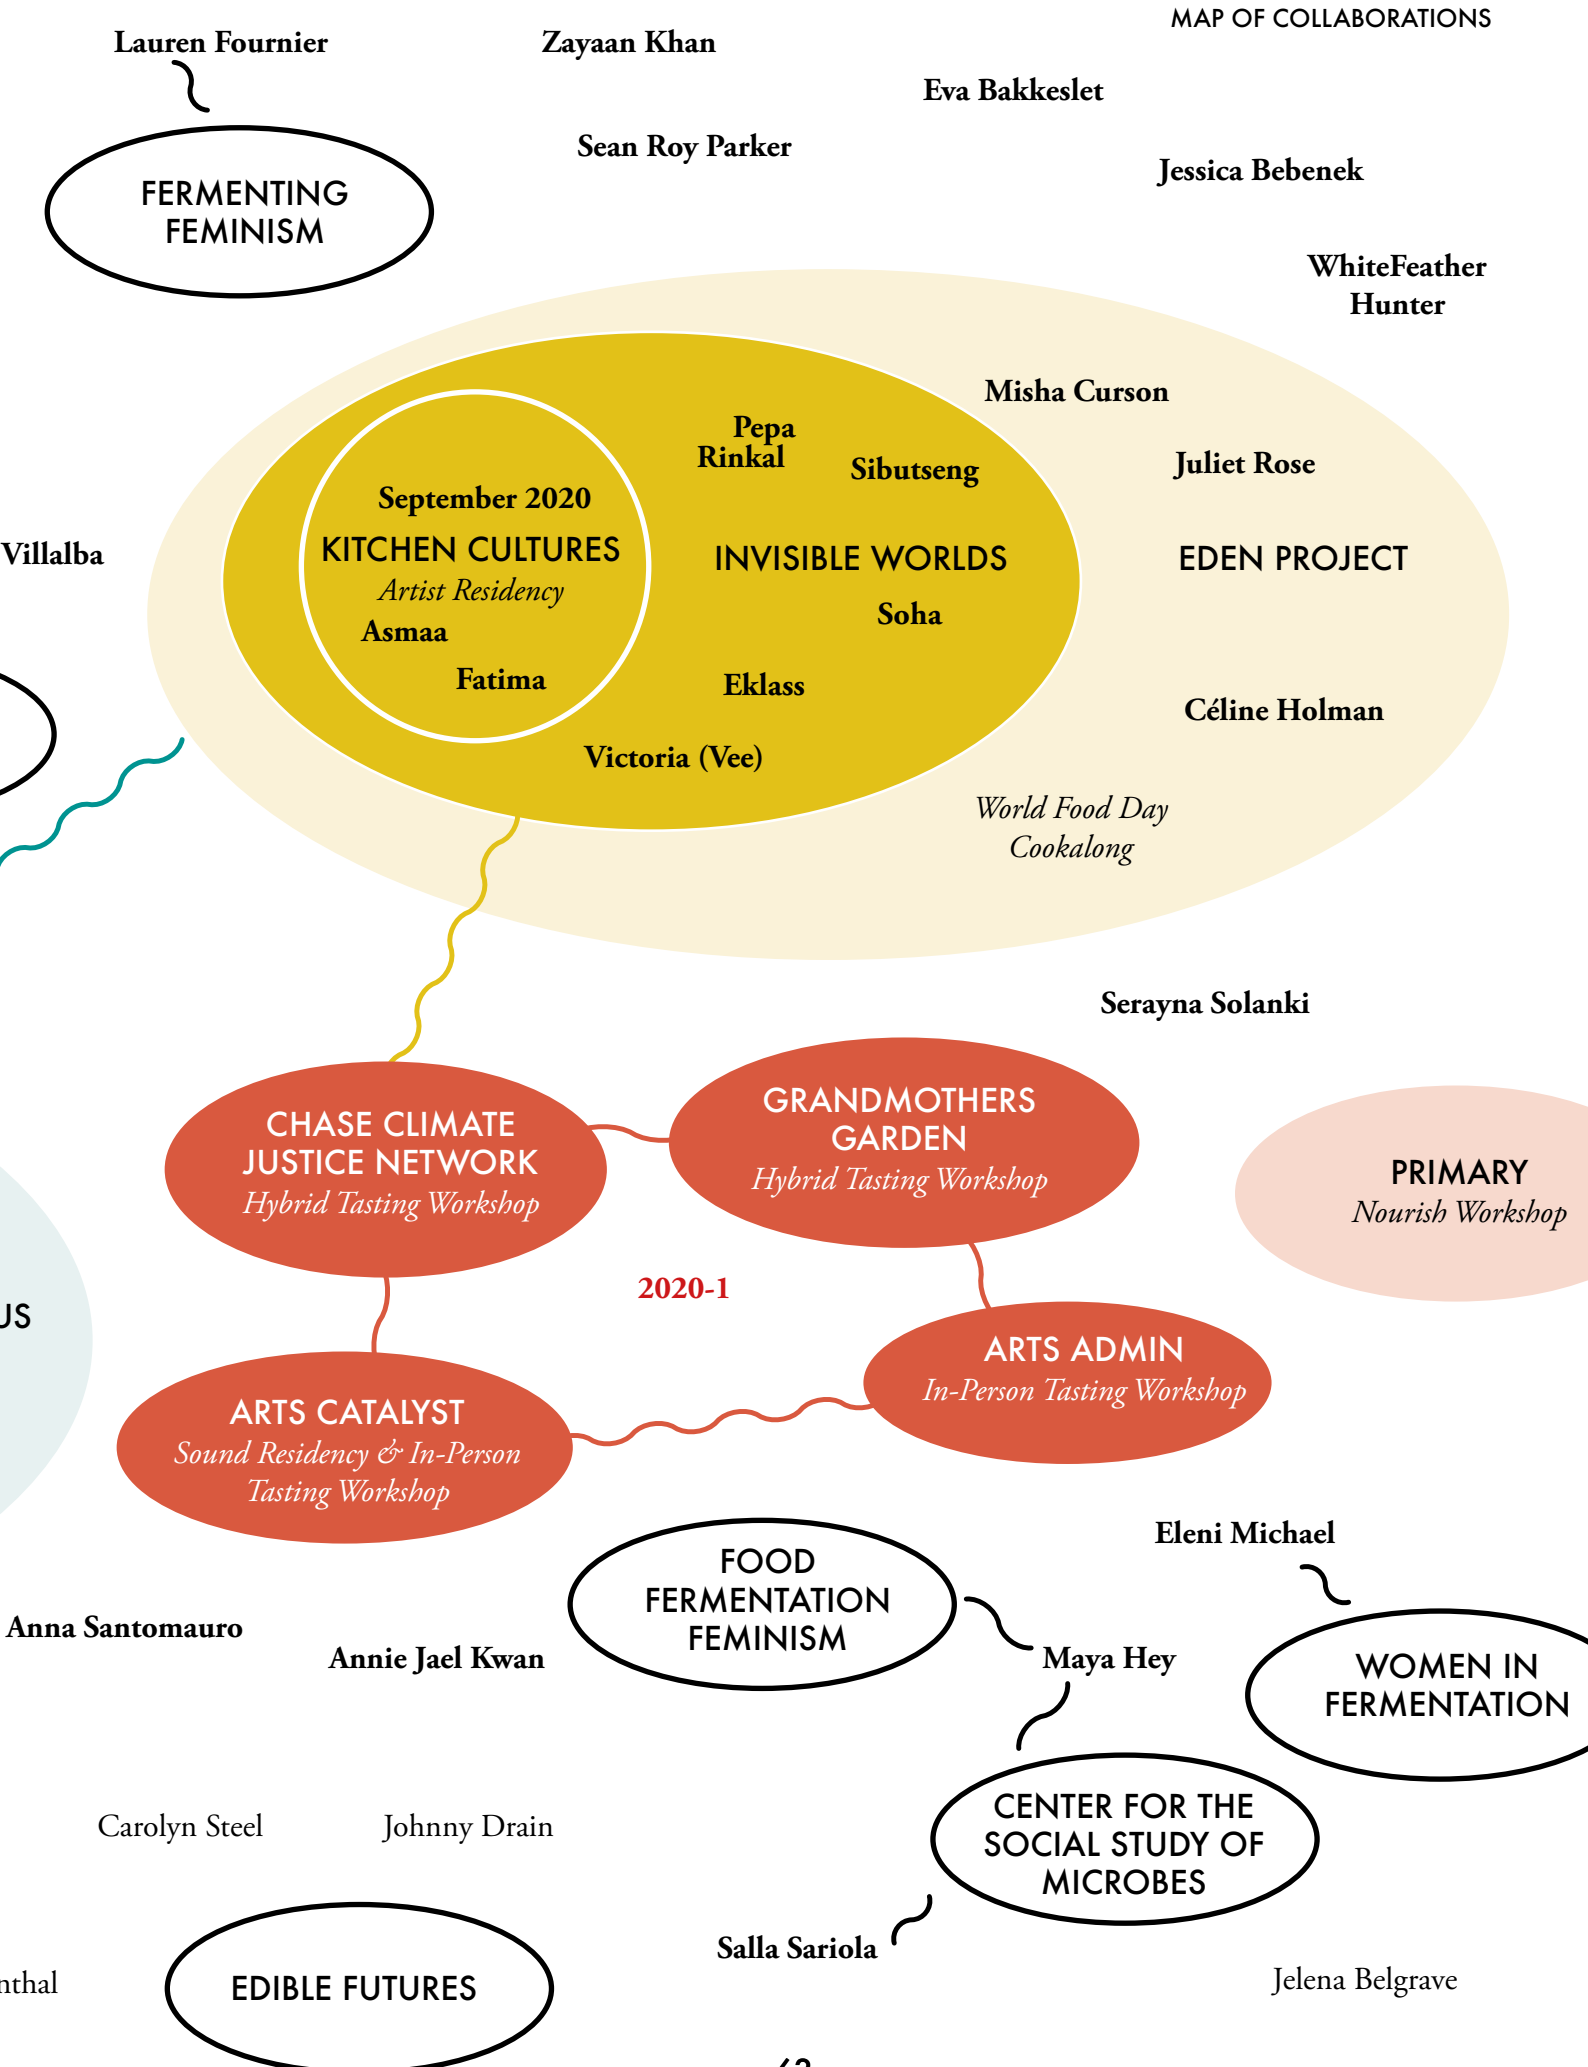 MAP OF COLLABORATIONS
Lauren Fournier
Zayaan Khan
Eva Bakkeslet
Sean Roy Parker
Jessica Bebenek
FERMENTING
FEMINISM
WhiteFeather
Hunter
Misha Curson
Pepa
Rinkal
Sibutseng
Juliet Rose
September 2020
KITCHEN CULTURES
Artist Residency
Asmaa
Fatima
INVISIBLE WORLDS
EDEN PROJECT
Villalba
Soha
Eklass
Céline Holman
Victoria (Vee)
World Food Day
Cookalong
Serayna Solanki
CHASE CLIMATE
JUSTICE NETWORK
Hybrid Tasting Workshop
GRANDMOTHERS
GARDEN
Hybrid Tasting Workshop
PRIMARY
Nourish Workshop
2020-1
US
ARTS ADMIN
In-Person Tasting Workshop
ARTS CATALYST
Sound Residency & In-Person
Tasting Workshop
FOOD
FERMENTATION
FEMINISM
Eleni Michael
Anna Santomauro
Annie Jael Kwan
Maya Hey
WOMEN IN
FERMENTATION
Carolyn Steel
Johnny Drain
CENTER FOR THE
SOCIAL STUDY OF
MICROBES
Salla Sariola
nthal
EDIBLE FUTURES
Jelena Belgrave